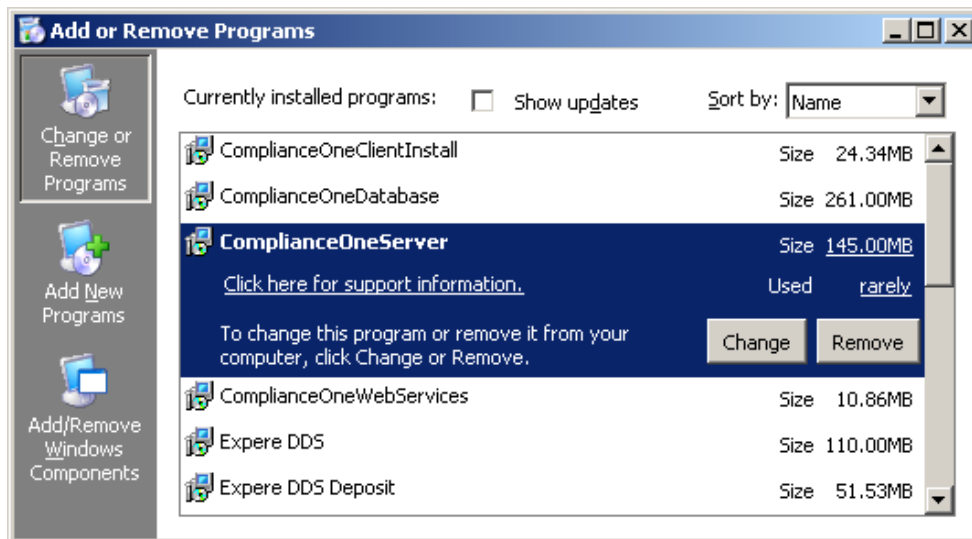 Add or Remove Programs
Change or
Remove
Programs
Add New
Programs
Add/Remove
Windows
Components
Currently installed programs: Show updates Sort by: Name
ComplianceOneClientInstall Size 24.34MB
ComplianceOneDatabase Size 261.00MB
ComplianceOneServer Size 145.00MB
Click here for support information. Used rarely
To change this program or remove it from your
computer, click Change or Remove. Change Remove
ComplianceOneWebServices Size 10.86MB
Expere DDS Size 110.00MB
Expere DDS Deposit Size 51.53MB